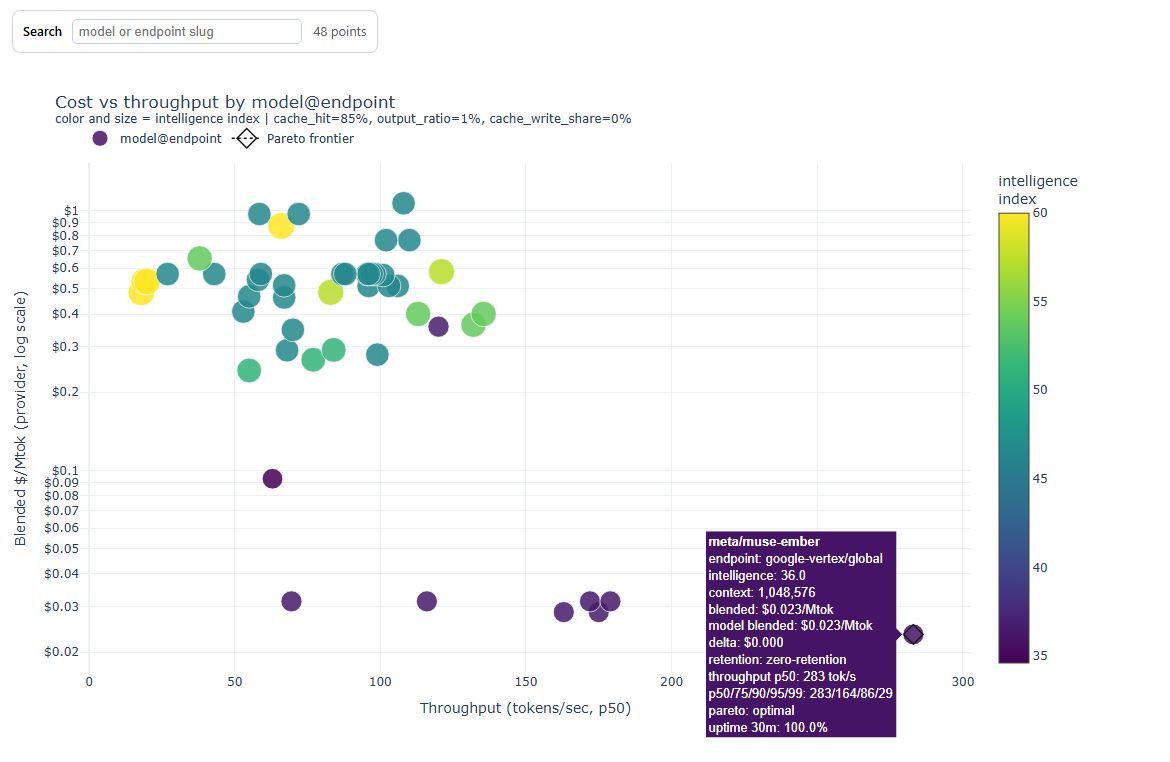 Search
model or endpoint slug
48 points
Cost vs throughput by model@endpoint
color and size = intelligence index | cache_hit=85%, output_ratio=1%, cache_write_share=0%
model@endpoint
Pareto frontier
intelligence
index
60
55
50
45
40
35
Blended $/Mtok (provider, log scale)
$1
$0.9
$0.8
$0.7
$0.6
$0.5
$0.4
$0.3
$0.2
$0.1
$0.09
$0.08
$0.07
$0.06
$0.05
$0.04
$0.03
$0.02
meta/muse-ember
endpoint: google-vertex/global
intelligence: 36.0
context: 1,048,576
blended: $0.023/Mtok
model blended: $0.023/Mtok
delta: $0.000
retention: zero-retention
throughput p50: 283 tok/s
p50/75/90/95/99: 283/164/86/29
pareto: optimal
uptime 30m: 100.0%
0
50
100
150
200
300
Throughput (tokens/sec, p50)